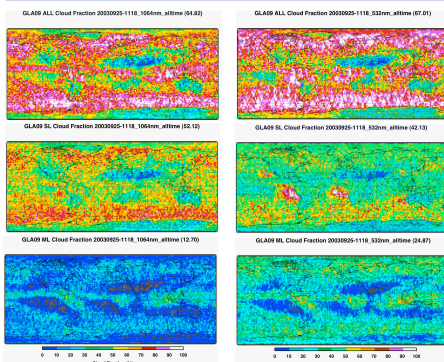 GLA09 ALL Cloud Fraction 20030925-1118_1064nm_alltime (64.82)
GLA09 ALL Cloud Fraction 20030925-1118_532nm_alltime (67.01)
GLA09 SL Cloud Fraction 20030925-1118_1064nm_alltime (52.12)
GLA09 SL Cloud Fraction 20030925-1118_532nm_alltime (42.13)
GLA09 ML Cloud Fraction 20030925-1118_1064nm_alltime (12.70)
GLA09 ML Cloud Fraction 20030925-1118_532nm_alltime (24.87)
0 10 20 30 40 50 60 70 80 90 100
0 10 20 30 40 50 60 70 80 90 100